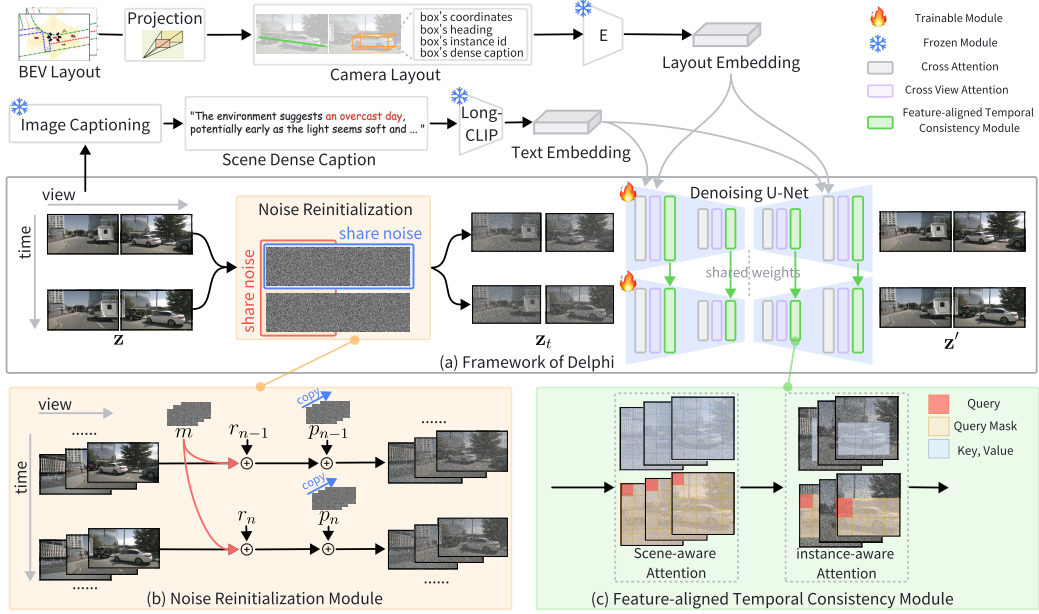 BEV Layout
Projection
box's coordinates
box's heading
box's instance id
box's dense caption
Camera Layout
E
Layout Embedding
Trainable Module
Frozen Module
Cross Attention
Cross View Attention
Feature-aligned Temporal
Consistency Module
Image Captioning
"The environment suggests an overcast day,
potentially early as the light seems soft and ... "
Scene Dense Caption
Long-
CLIP
Text Embedding
view
time
z
Noise Reinitialization
share noise
share noise
z_t
Denoising U-Net
shared weights
z′
(a) Framework of Delphi
view
time
......
m
r_{n−1}
copy
p_{n−1}
......
......
r_n
copy
p_n
......
(b) Noise Reinitialization Module
Query
Query Mask
Key, Value
Scene-aware
Attention
instance-aware
Attention
(c) Feature-aligned Temporal Consistency Module